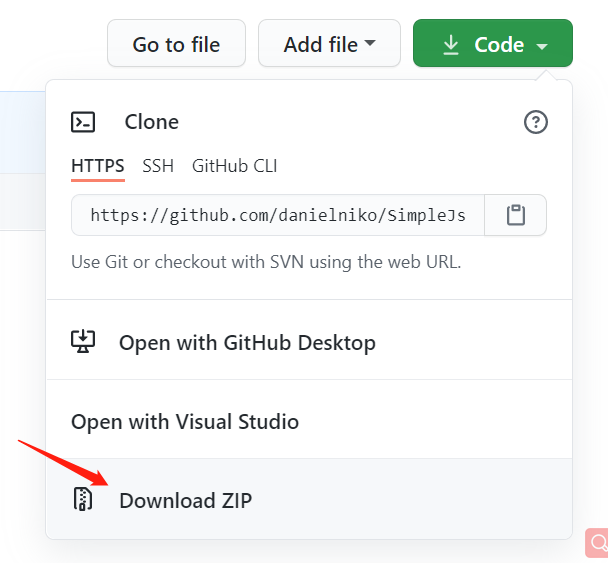 Go to file
Add file
Code
Clone
HTTPS
SSH
GitHub CLI
https://github.com/danielniko/SimpleJs
Use Git or checkout with SVN using the web URL.
Open with GitHub Desktop
Open with Visual Studio
Download ZIP